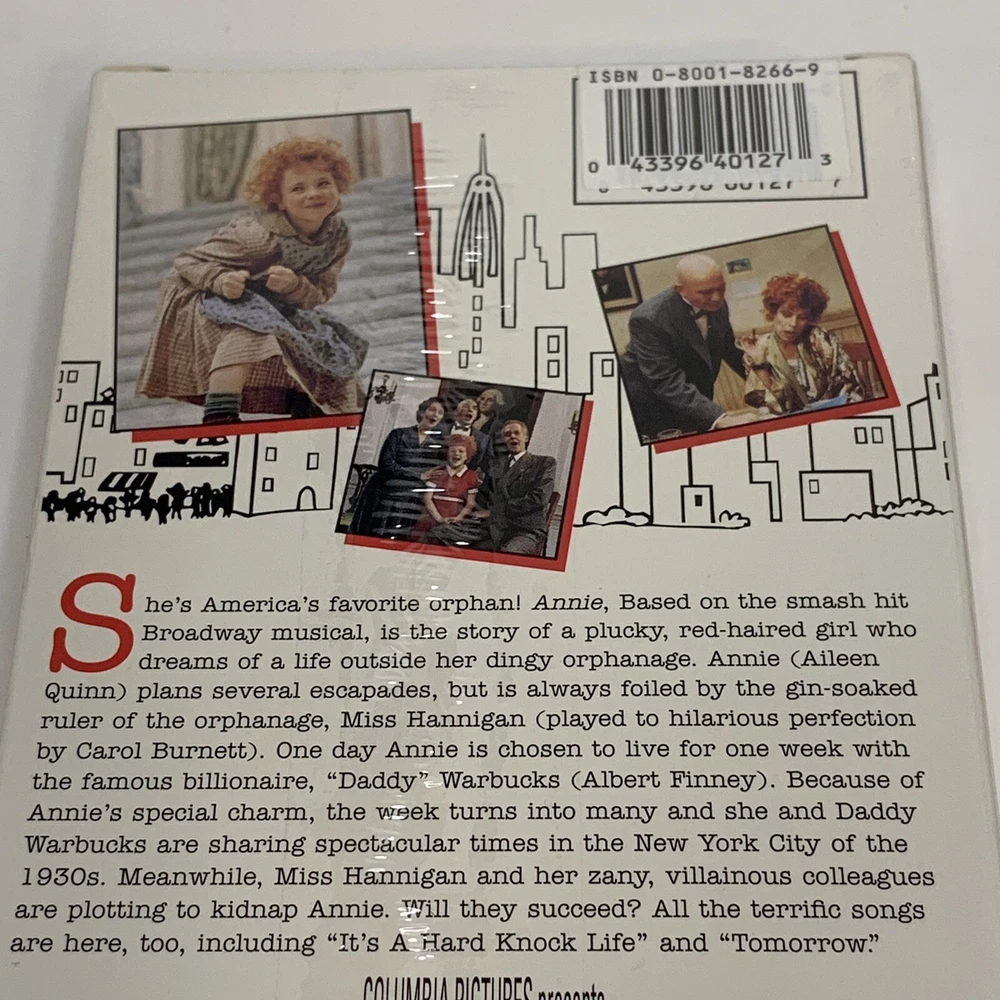 ISBN 0-8001-8266-9
0 43396 40127 3
She's America's favorite orphan! Annie, Based on the smash hit
Broadway musical, is the story of a plucky, red-haired girl who
dreams of a life outside her dingy orphanage. Annie (Aileen
Quinn) plans several escapades, but is always foiled by the gin-soaked
ruler of the orphanage, Miss Hannigan (played to hilarious perfection
by Carol Burnett). One day Annie is chosen to live for one week with
the famous billionaire, “Daddy” Warbucks (Albert Finney). Because of
Annie's special charm, the week turns into many and she and Daddy
Warbucks are sharing spectacular times in the New York City of the
1930s. Meanwhile, Miss Hannigan and her zany, villainous colleagues
are plotting to kidnap Annie. Will they succeed? All the terrific songs
are here, too, including “It's A Hard Knock Life” and “Tomorrow.”
COLUMBIA PICTURES presents